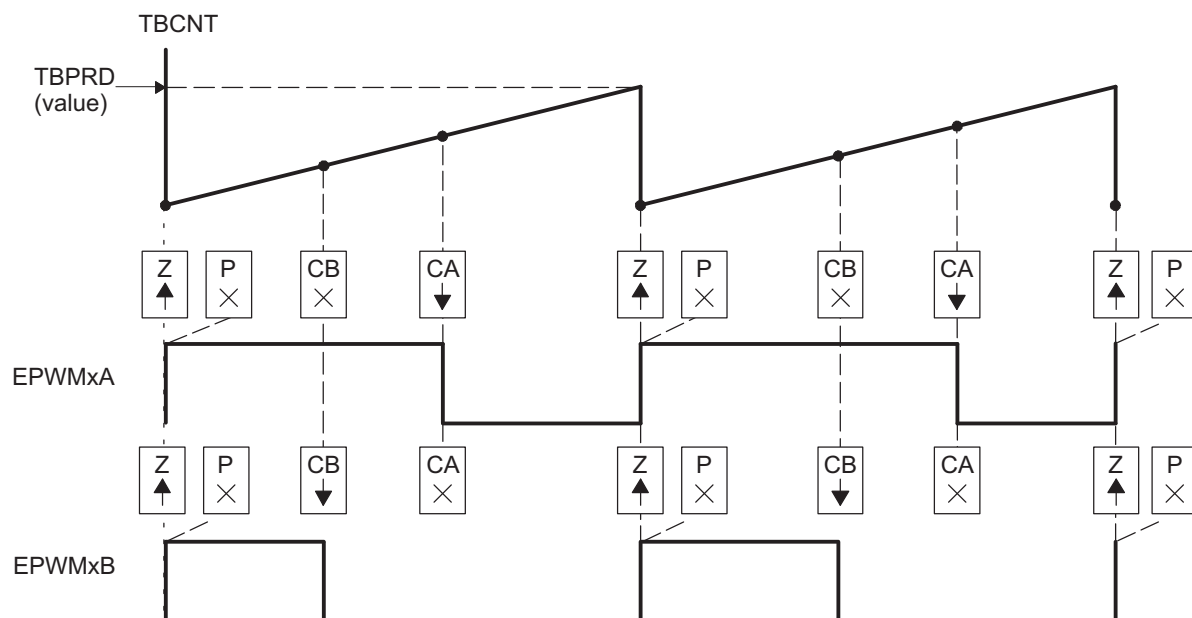 TBCNT
TBPRD
(value)
Z P CB CA Z P CB CA Z P
EPWMxA
Z P CB CA Z P CB CA Z P
EPWMxB